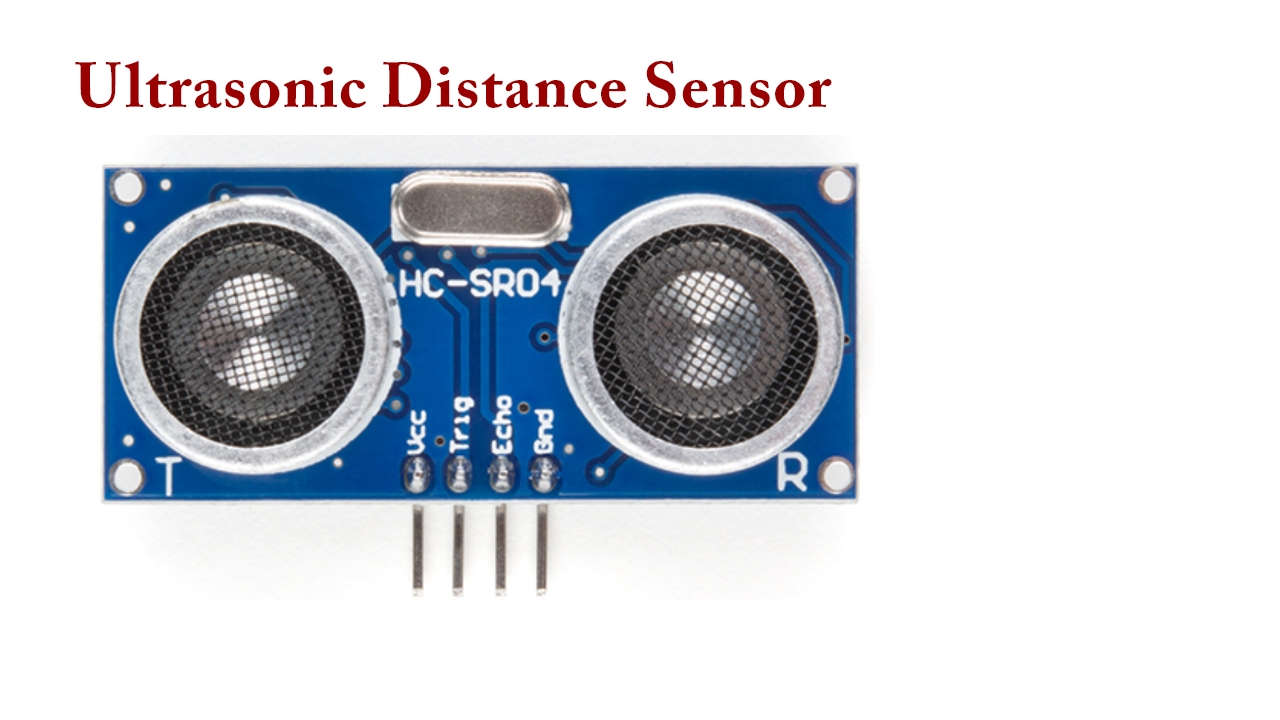 Ultrasonic Distance Sensor
HC-SR04
Vcc
Trig
Echo
Gnd
T
R